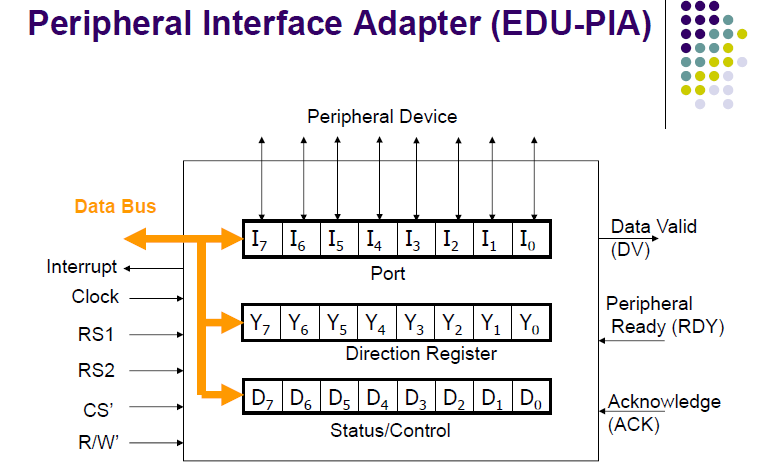 Peripheral Interface Adapter (EDU-PIA)
Peripheral Device
Data Bus
I7 I6 I5 I4 I3 I2 I1 I0
Data Valid
(DV)
Interrupt
Port
Clock
Peripheral
Ready (RDY)
Y7 Y6 Y5 Y4 Y3 Y2 Y1 Y0
RS1
Direction Register
RS2
D7 D6 D5 D4 D3 D2 D1 D0
Acknowledge
(ACK)
CS'
Status/Control
R/W'